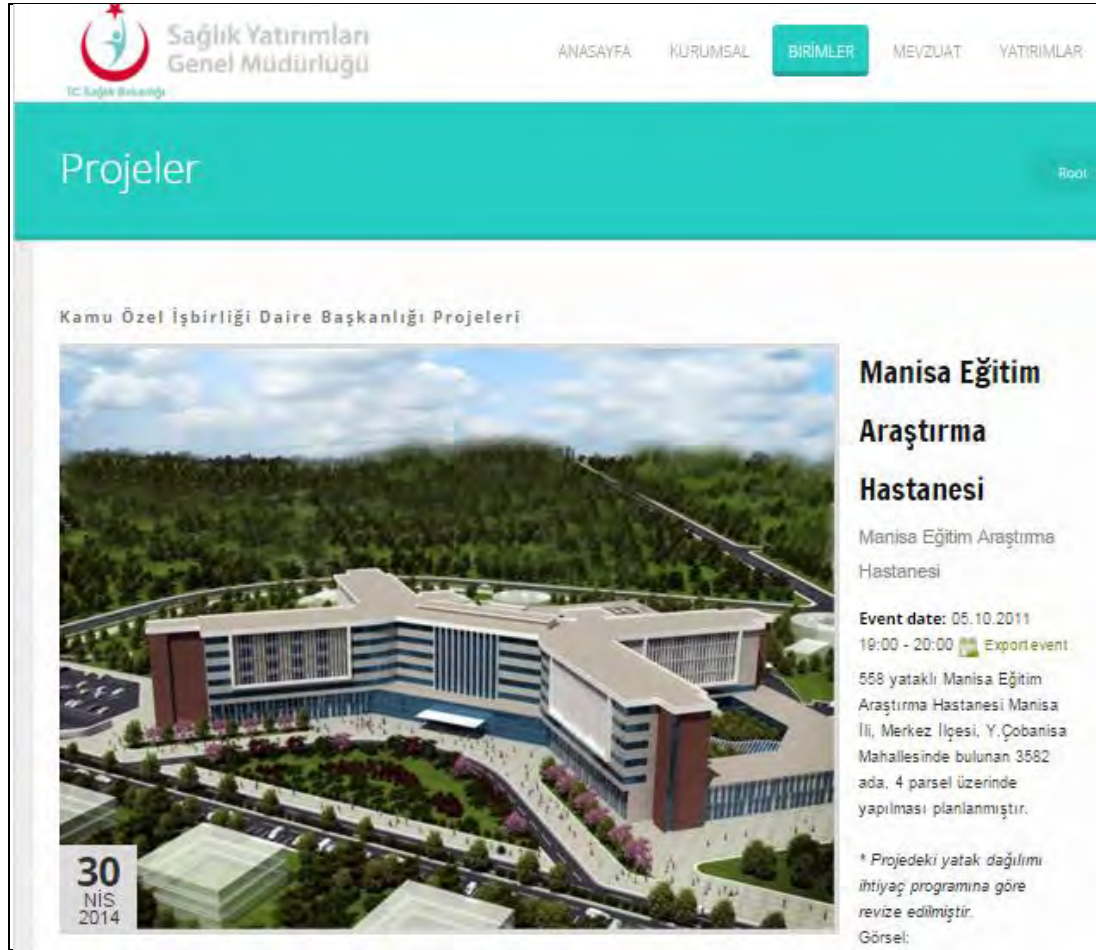 Sağlık Yatırımları
Genel Müdürlüğü
TC Sağlık Bakanlığı
ANASAYFA KURUMSAL BİRİMLER MEVZUAT YATIRIMLAR
Projeler
Root
Kamu Özel İşbirliği Daire Başkanlığı Projeleri
30
NİS
2014
Manisa Eğitim
Araştırma
Hastanesi
Manisa Eğitim Araştırma
Hastanesi
Event date: 05.10.2011
19:00 - 20:00 Export event
558 yataklı Manisa Eğitim
Araştırma Hastanesi Manisa
İli, Merkez İlçesi, Y.Çobanisa
Mahallesinde bulunan 3582
ada, 4 parsel üzerinde
yapılması planlanmıştır.
* Projedeki yatak dağılımı
ihtiyaç programına göre
revize edilmiştir.
Görsel: